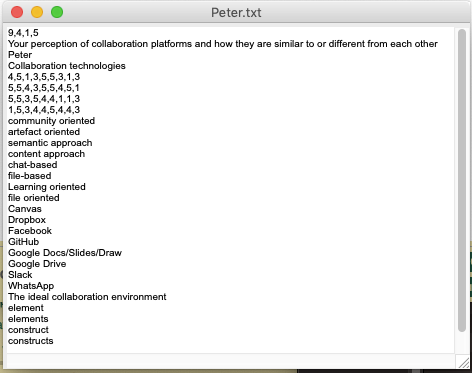 Peter.txt
9,4,1,5
Your perception of collaboration platforms and how they are similar to or different from each other
Peter
Collaboration technologies
4,5,1,3,5,5,3,1,3
5,5,4,3,5,5,4,5,1
5,5,3,5,4,4,1,1,3
1,5,3,4,4,5,4,4,3
community oriented
artefact oriented
semantic approach
content approach
chat-based
file-based
Learning oriented
file oriented
Canvas
Dropbox
Facebook
GitHub
Google Docs/Slides/Draw
Google Drive
Slack
WhatsApp
The ideal collaboration environment
element
elements
construct
constructs